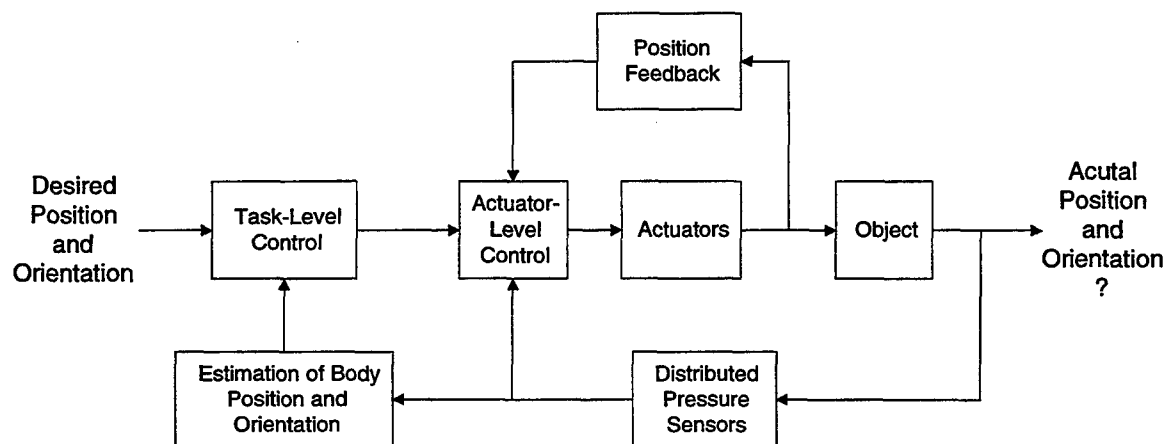 Position
Feedback
Desired
Position
and
Orientation
Task-Level
Control
Actuator-
Level
Control
Actuators
Object
Acutal
Position
and
Orientation
?
Estimation of Body
Position and
Orientation
Distributed
Pressure
Sensors